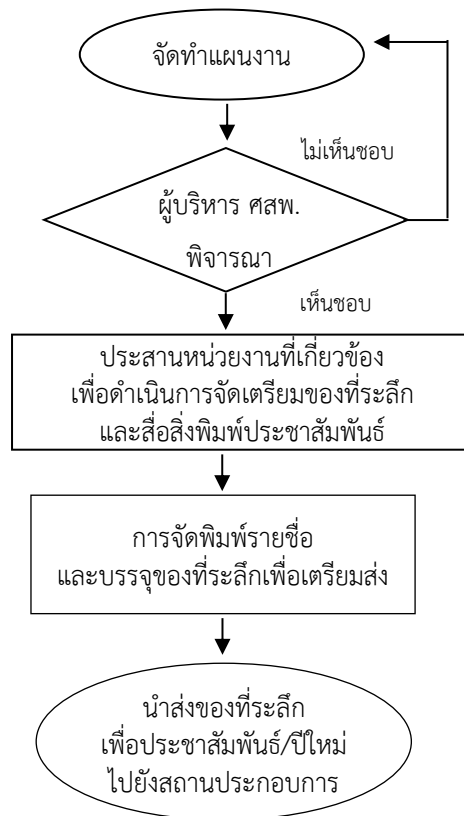 จัดทำแผนงาน
ไม่เห็นชอบ
ผู้บริหาร ศสพ.
พิจารณา
เห็นชอบ
ประสานหน่วยงานที่เกี่ยวข้อง
เพื่อดำเนินการจัดเตรียมของที่ระลึก
และสื่อสิ่งพิมพ์ประชาสัมพันธ์
การจัดพิมพ์รายชื่อ
และบรรจุของที่ระลึกเพื่อเตรียมส่ง
นำส่งของที่ระลึก
เพื่อประชาสัมพันธ์/ปีใหม่
ไปยังสถานประกอบการ